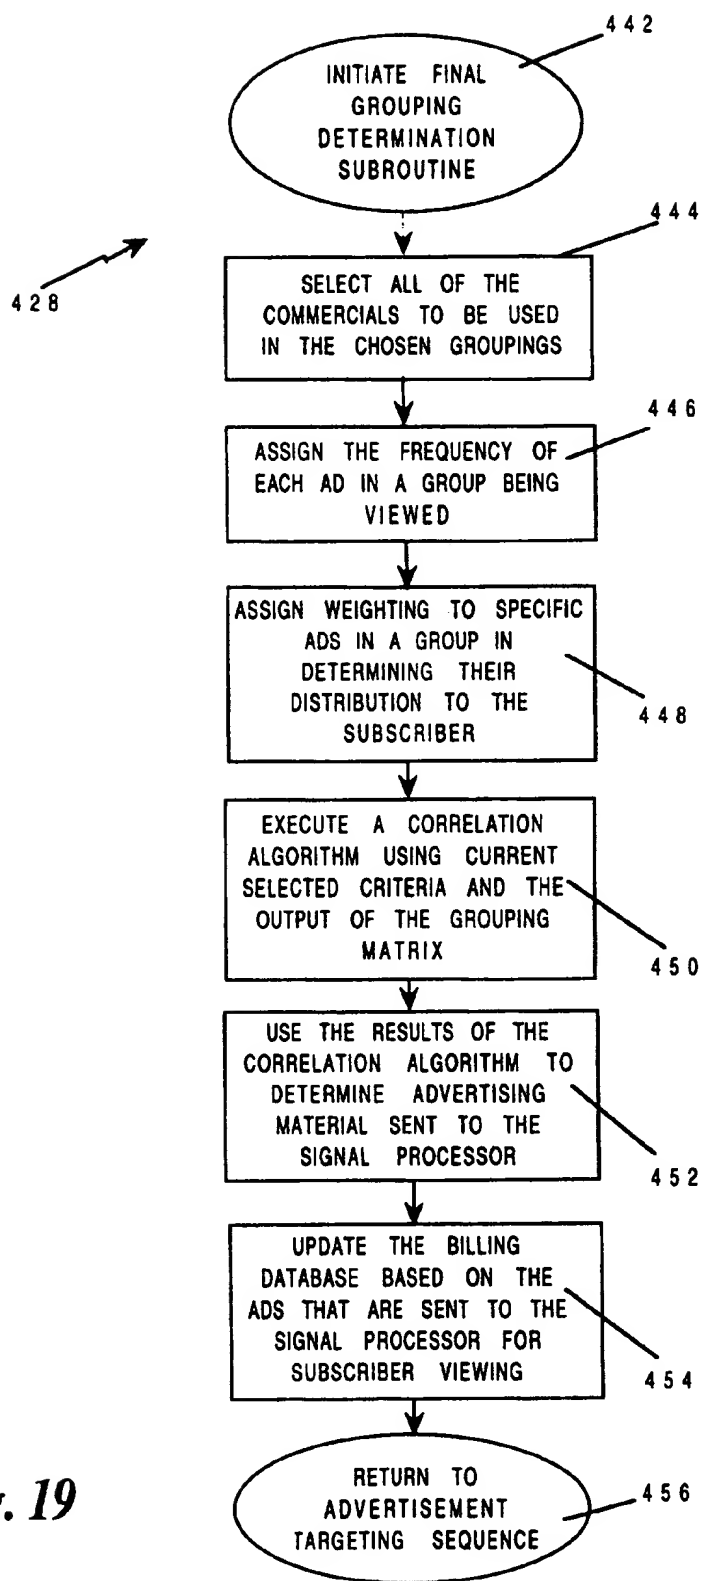 442
INITIATE FINAL
GROUPING
DETERMINATION
SUBROUTINE
444
428
SELECT ALL OF THE
COMMERCIALS TO BE USED
IN THE CHOSEN GROUPINGS
446
ASSIGN THE FREQUENCY OF
EACH AD IN A GROUP BEING
VIEWED
ASSIGN WEIGHTING TO SPECIFIC
ADS IN A GROUP IN
DETERMINING THEIR
DISTRIBUTION TO THE
SUBSCRIBER
448
EXECUTE A CORRELATION
ALGORITHM USING CURRENT
SELECTED CRITERIA AND THE
OUTPUT OF THE GROUPING
MATRIX
450
USE THE RESULTS OF THE
CORRELATION ALGORITHM TO
DETERMINE ADVERTISING
MATERIAL SENT TO THE
SIGNAL PROCESSOR
452
UPDATE THE BILLING
DATABASE BASED ON THE
ADS THAT ARE SENT TO THE
SIGNAL PROCESSOR FOR
SUBSCRIBER VIEWING
454
RETURN TO
ADVERTISEMENT
TARGETING SEQUENCE
456
19